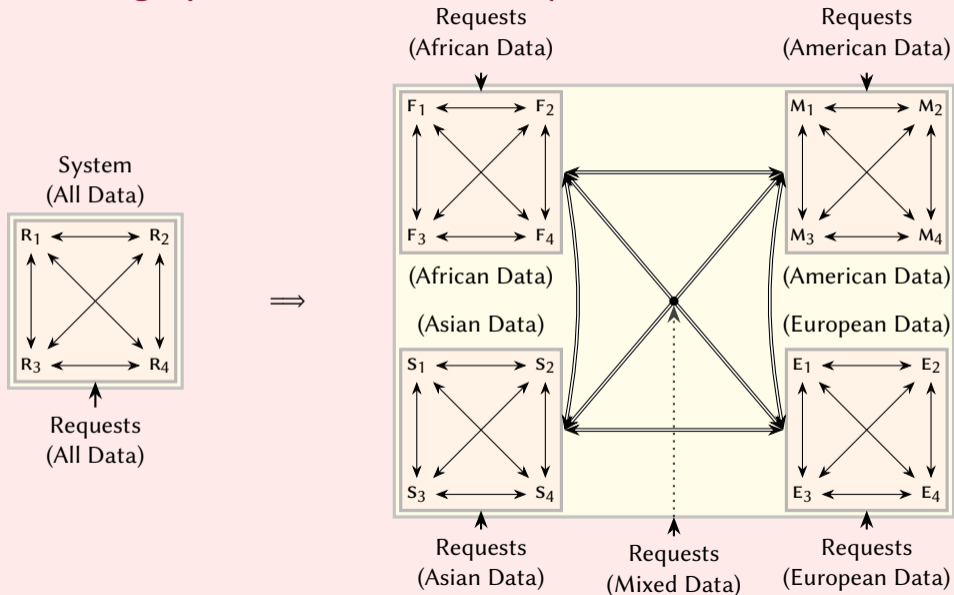 System
(All Data)
R1 R2
R3 R4
Requests
(All Data)
⟹
Requests
(African Data)
F1 F2
F3 F4
(African Data)
Requests
(American Data)
M1 M2
M3 M4
(American Data)
(Asian Data)
S1 S2
S3 S4
Requests
(Asian Data)
Requests
(Mixed Data)
(European Data)
E1 E2
E3 E4
Requests
(European Data)